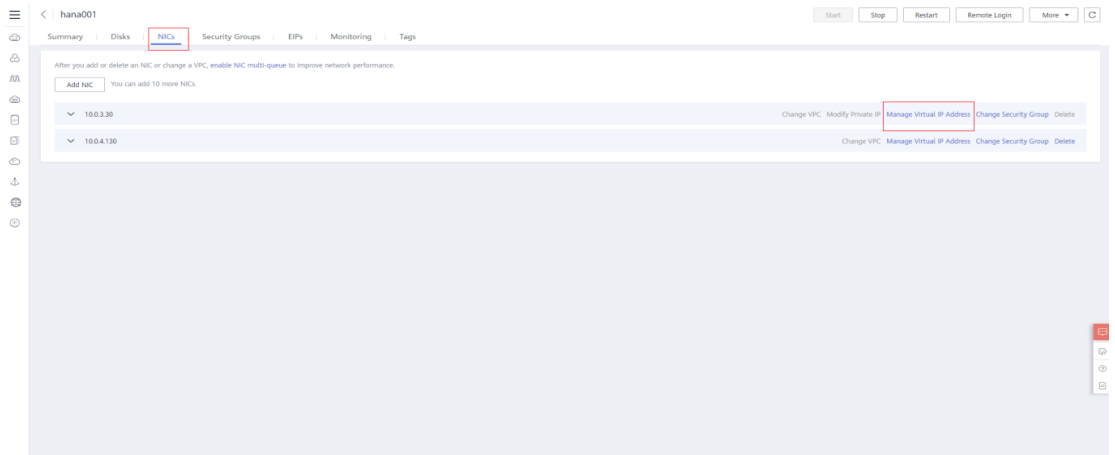 hana001
Start Stop Restart Remote Login More
Summary Disks NICs Security Groups EIPs Monitoring Tags
After you add or delete an NIC or change a VPC, enable NIC multi-queue to improve network performance.
Add NIC You can add 10 more NICs.
10.0.3.30 Change VPC Modify Private IP Manage Virtual IP Address Change Security Group Delete
10.0.4.130 Change VPC Manage Virtual IP Address Change Security Group Delete